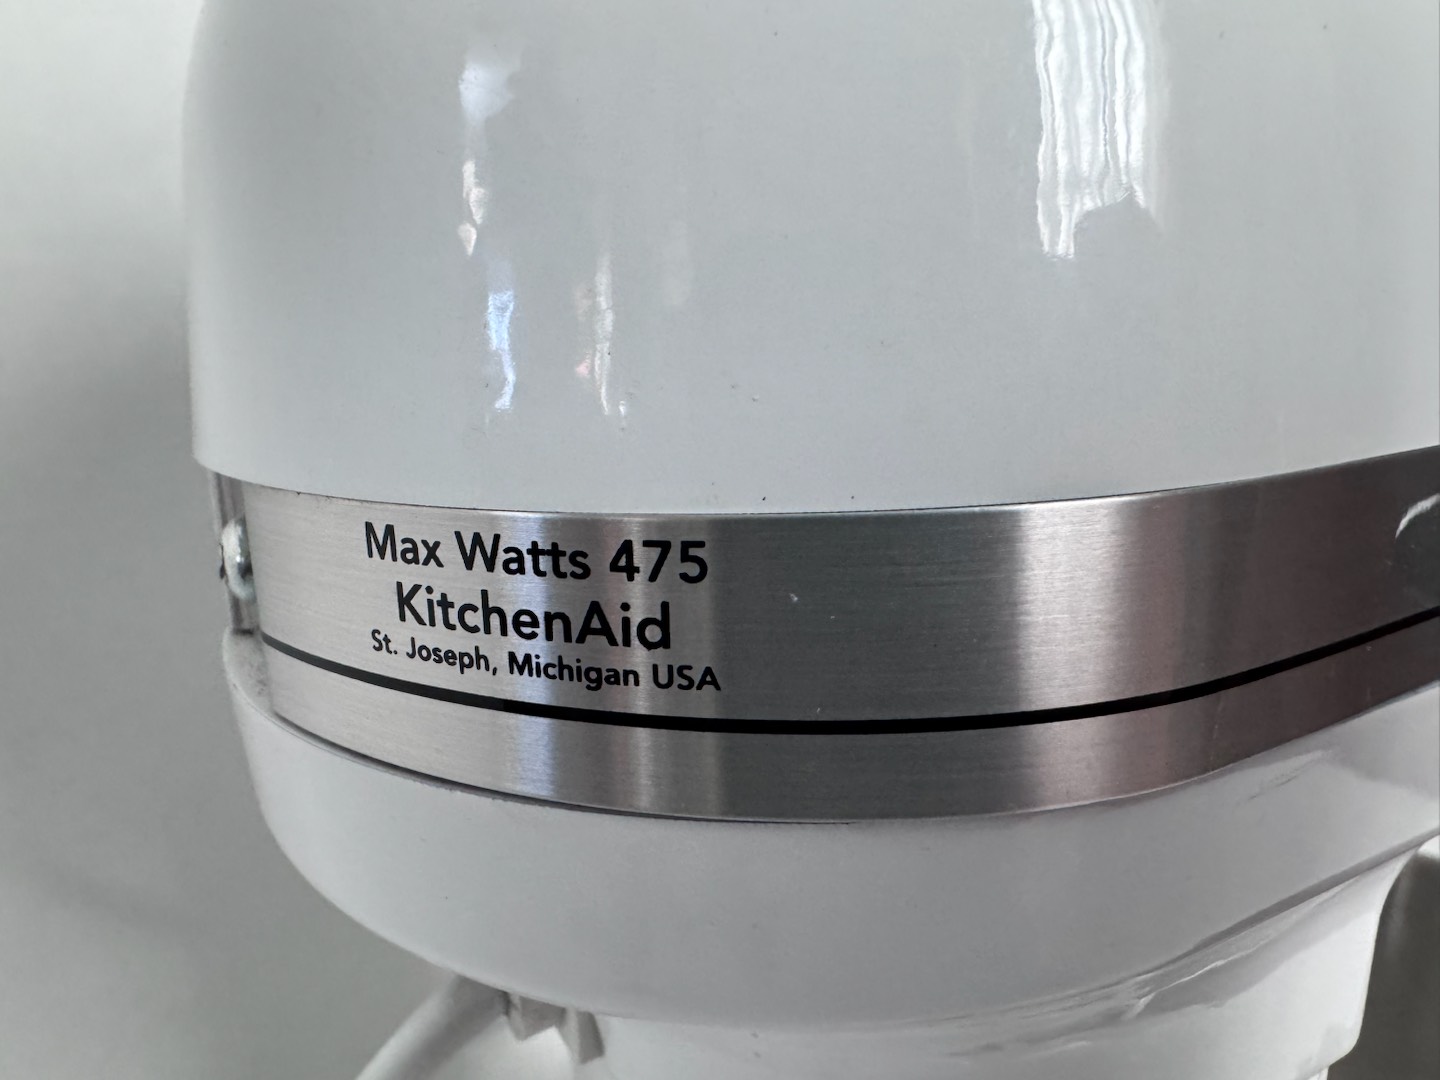 Max Watts 475
KitchenAid
St. Joseph, Michigan USA